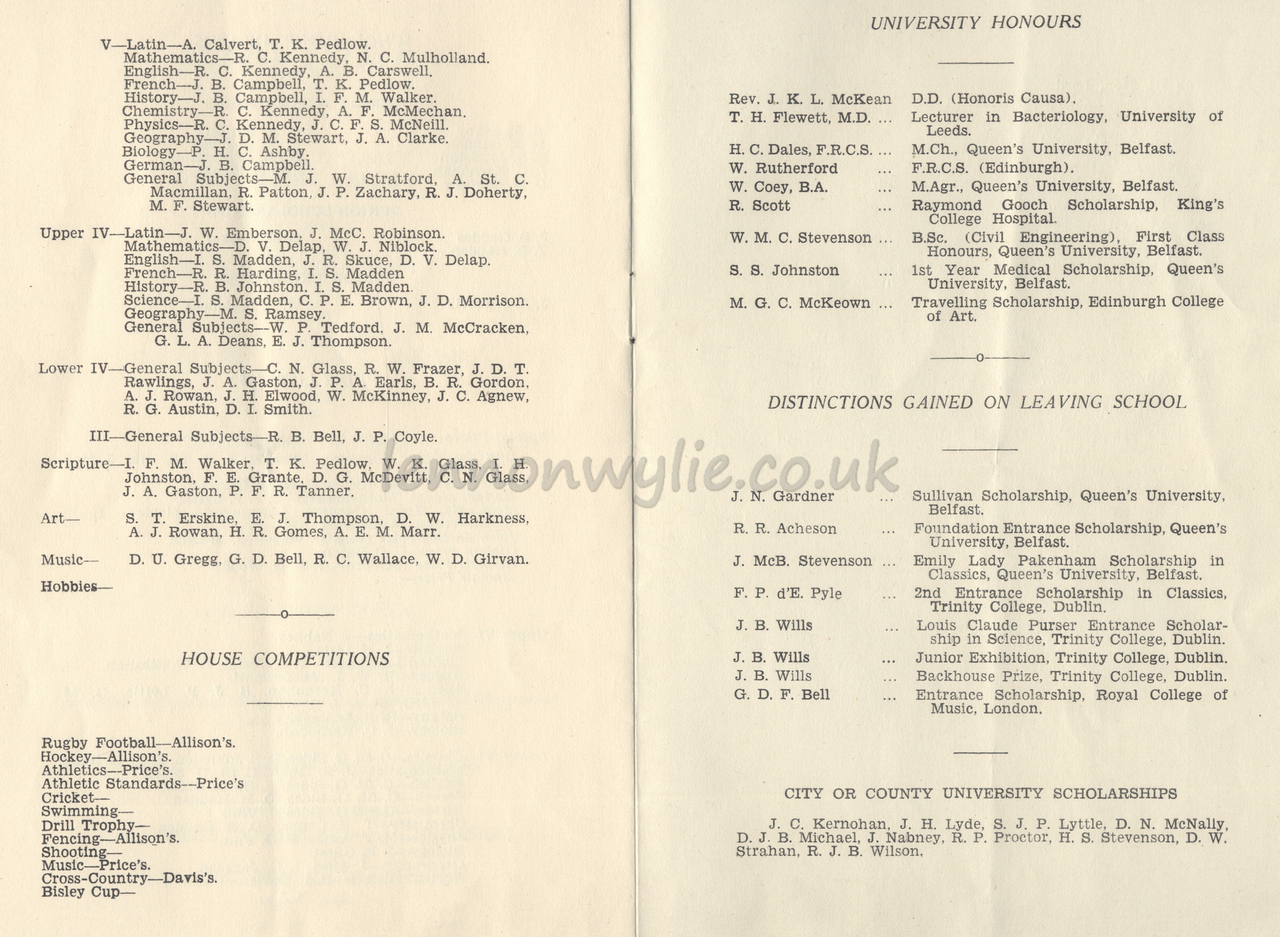 V—Latin—A. Calvert, T. K. Pedlow.
Mathematics—R. C. Kennedy, N. C. Mulholland.
English—R. C. Kennedy, A. B. Carswell.
French—J. B. Campbell, T. K. Pedlow.
History—J. B. Campbell, I. F. M. Walker.
Chemistry—R. C. Kennedy, A. F. McMechan.
Physics—R. C. Kennedy, J. C. F. S. McNeill.
Geography—J. D. M. Stewart, J. A. Clarke.
Biology—P. H. C. Ashby.
German—J. B. Campbell.
General Subjects—M. J. W. Stratford, A. St. C.
Macmillan, R. Patton, J. P. Zachary, R. J. Doherty,
M. F. Stewart.
Upper IV—Latin—J. W. Emberson, J. McC. Robinson.
Mathematics—D. V. Delap, W. J. Niblock.
English—I. S. Madden, J. R. Skuce, D. V. Delap.
French—R. R. Harding, I. S. Madden
History—R. B. Johnston. I. S. Madden.
Science—I. S. Madden, C. P. E. Brown, J. D. Morrison.
Geography—M. S. Ramsey.
General Subjects—W. P. Tedford, J. M. McCracken,
G. L. A. Deans, E. J. Thompson.
Lower IV—General Subjects—C. N. Glass, R. W. Frazer, J. D. T.
Rawlings, J. A. Gaston, J. P. A. Earls, B. R. Gordon,
A. J. Rowan, J. H. Elwood, W. McKinney, J. C. Agnew,
R. G. Austin, D. I. Smith.
III—General Subjects—R. B. Bell, J. P. Coyle.
Scripture—I. F. M. Walker, T. K. Pedlow, W. K. Glass, I. H.
Johnston, F. E. Grante, D. G. McDevitt, C. N. Glass,
J. A. Gaston, P. F. R. Tanner.
Art— S. T. Erskine, E. J. Thompson, D. W. Harkness,
A. J. Rowan, H. R. Gomes, A. E. M. Marr.
Music— D. U. Gregg, G. D. Bell, R. C. Wallace, W. D. Girvan.
Hobbies—
HOUSE COMPETITIONS
Rugby Football—Allison's.
Hockey—Allison's.
Athletics—Price's.
Athletic Standards—Price's
Cricket—
Swimming—
Drill Trophy—
Fencing—Allison's.
Shooting—
Music—Price's.
Cross-Country—Davis's.
Bisley Cup—
UNIVERSITY HONOURS
Rev. J. K. L. McKean D.D. (Honoris Causa).
T. H. Flewett, M.D. ... Lecturer in Bacteriology, University of
Leeds.
H. C. Dales, F.R.C.S. ... M.Ch., Queen's University, Belfast.
W. Rutherford ... F.R.C.S. (Edinburgh).
W. Coey, B.A. ... M.Agr., Queen's University, Belfast.
R. Scott ... Raymond Gooch Scholarship, King's
College Hospital.
W. M. C. Stevenson ... B.Sc. (Civil Engineering), First Class
Honours, Queen's University, Belfast.
S. S. Johnston ... 1st Year Medical Scholarship, Queen's
University, Belfast.
M. G. C. McKeown ... Travelling Scholarship, Edinburgh College
of Art.
DISTINCTIONS GAINED ON LEAVING SCHOOL
J. N. Gardner ... Sullivan Scholarship, Queen's University,
Belfast.
R. R. Acheson ... Foundation Entrance Scholarship, Queen's
University, Belfast.
J. McB. Stevenson ... Emily Lady Pakenham Scholarship in
Classics, Queen's University, Belfast.
F. P. d'E. Pyle ... 2nd Entrance Scholarship in Classics,
Trinity College, Dublin.
J. B. Wills ... Louis Claude Purser Entrance Scholar-
ship in Science, Trinity College, Dublin.
J. B. Wills ... Junior Exhibition, Trinity College, Dublin.
J. B. Wills ... Backhouse Prize, Trinity College, Dublin.
G. D. F. Bell ... Entrance Scholarship, Royal College of
Music, London.
CITY OR COUNTY UNIVERSITY SCHOLARSHIPS
J. C. Kernohan, J. H. Lyde, S. J. P. Lyttle, D. N. McNally,
D. J. B. Michael, J. Nabney, R. P. Proctor, H. S. Stevenson, D. W.
Strahan, R. J. B. Wilson.
lennonwylie.co.uk